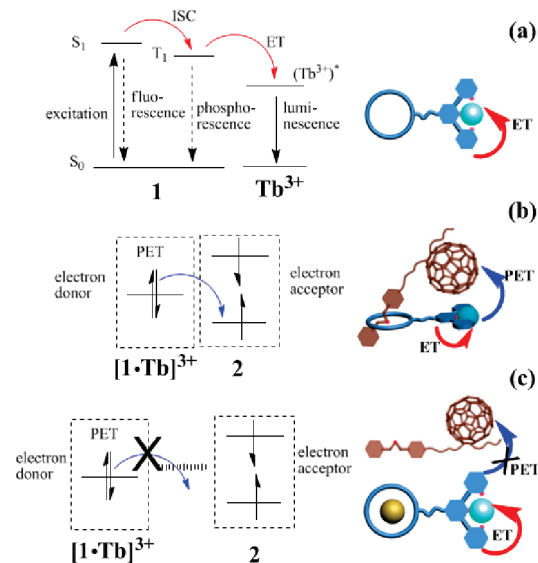 ISC
(a)
S₁
T₁
ET
(Tb³⁺)*
excitation
fluo-
rescence
phospho-
rescence
lumi-
nescence
ET
S₀
1
Tb³⁺
(b)
PET
electron
donor
electron
acceptor
PET
ET
[1•Tb]³⁺
2
(c)
PET
X
electron
donor
electron
acceptor
PET
ET
[1•Tb]³⁺
2